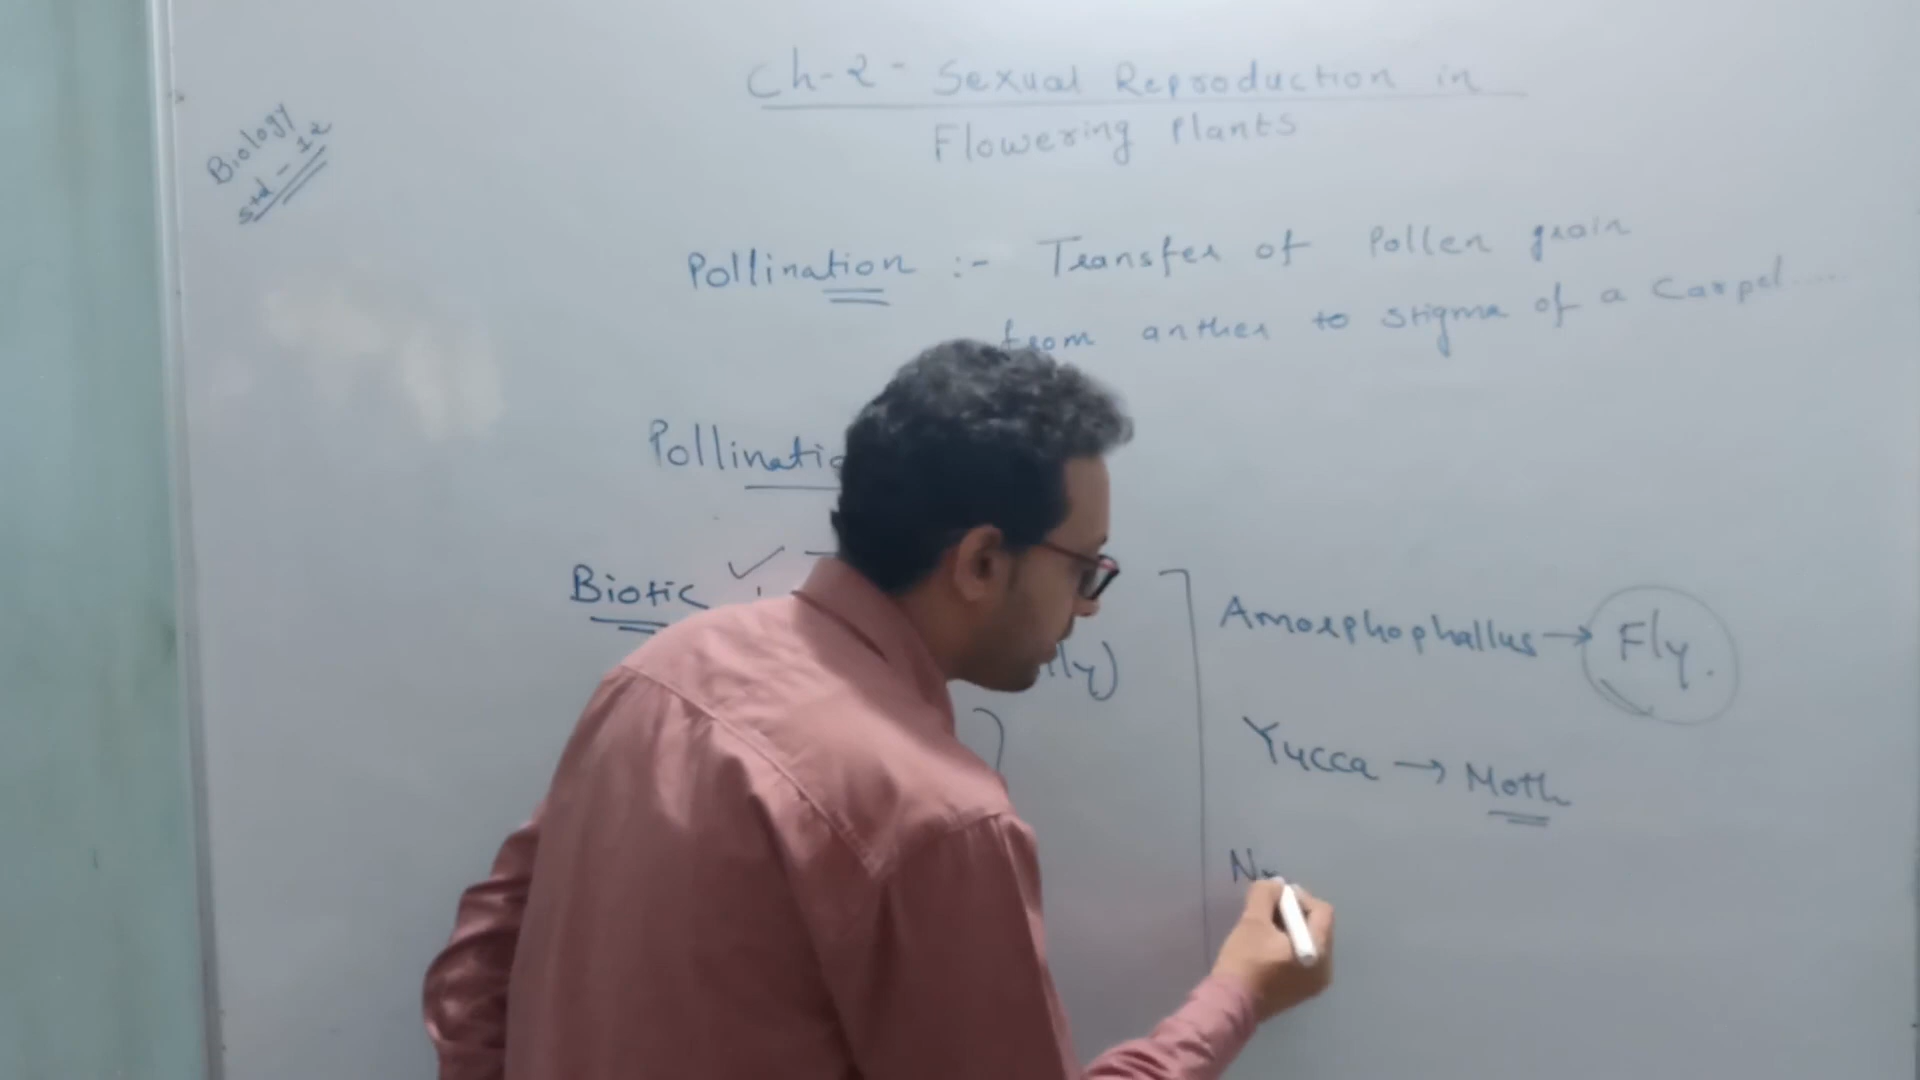 Biology
Std - 12
Ch-2 - Sexual Reproduction in
Flowering Plants
Pollination :- Transfer of Pollen grain
from anther to stigma of a Carpel.....
Biotic ✓
Amorphophallus → Fly.
Yucca → Moth